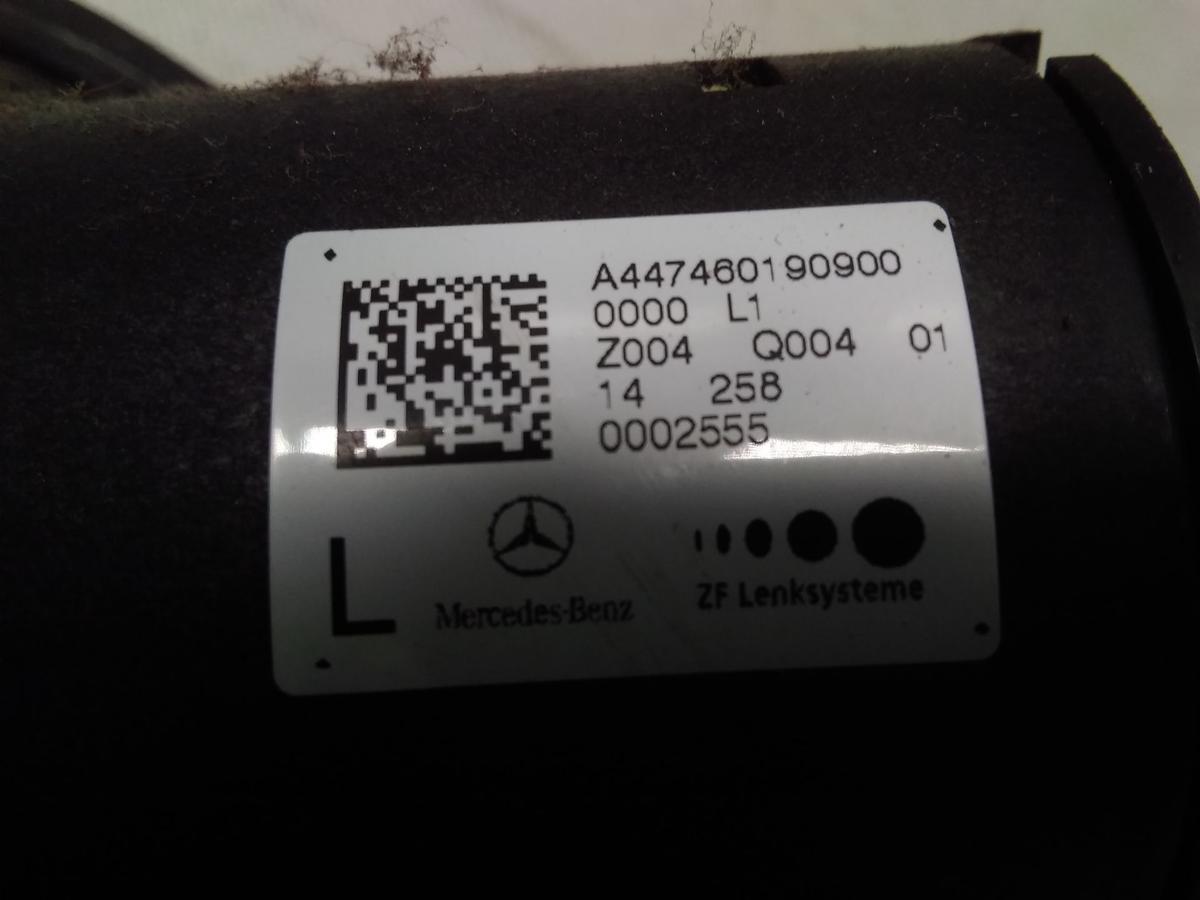 A447460190900
0000 L1
Z004 Q004 01
14 258
0002555
L
Mercedes-Benz
ZF Lenksysteme